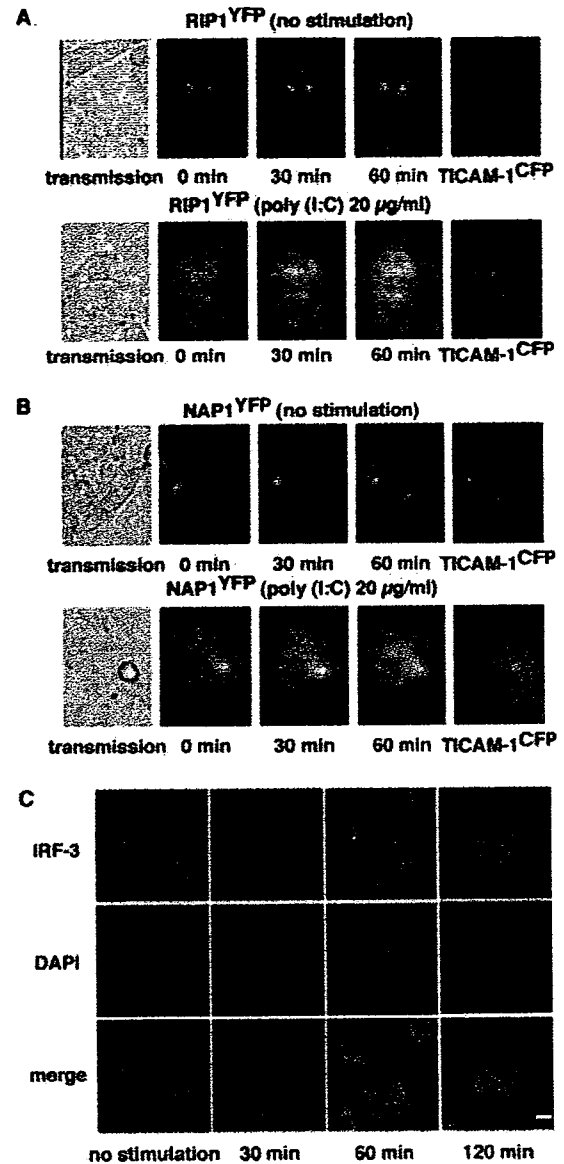 A.
RIP1YFP (no stimulation)
transmission 0 min 30 min 60 min TICAM-1CFP
RIP1YFP (poly (I:C) 20 μg/ml)
transmission 0 min 30 min 60 min TICAM-1CFP
B
NAP1YFP (no stimulation)
transmission 0 min 30 min 60 min TICAM-1CFP
NAP1YFP (poly (I:C) 20 μg/ml)
transmission 0 min 30 min 60 min TICAM-1CFP
C
IRF-3
DAPI
merge
no stimulation 30 min 60 min 120 min